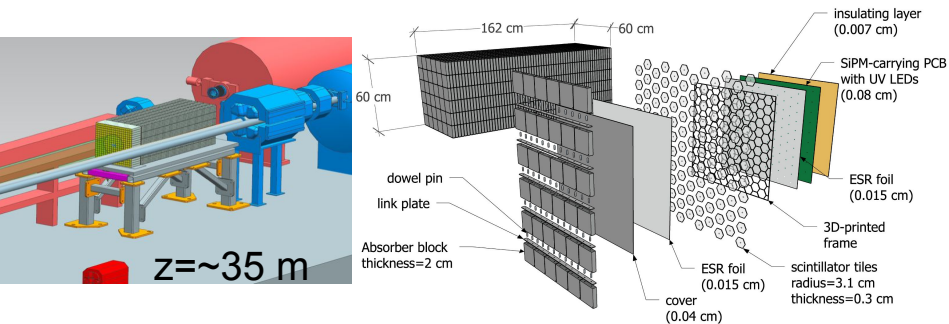 z=~35 m
162 cm
60 cm
60 cm
insulating layer
(0.007 cm)
SiPM-carrying PCB
with UV LEDs
(0.08 cm)
ESR foil
(0.015 cm)
3D-printed
frame
scintillator tiles
radius=3.1 cm
thickness=0.3 cm
ESR foil
(0.015 cm)
cover
(0.04 cm)
dowel pin
link plate
Absorber block
thickness=2 cm